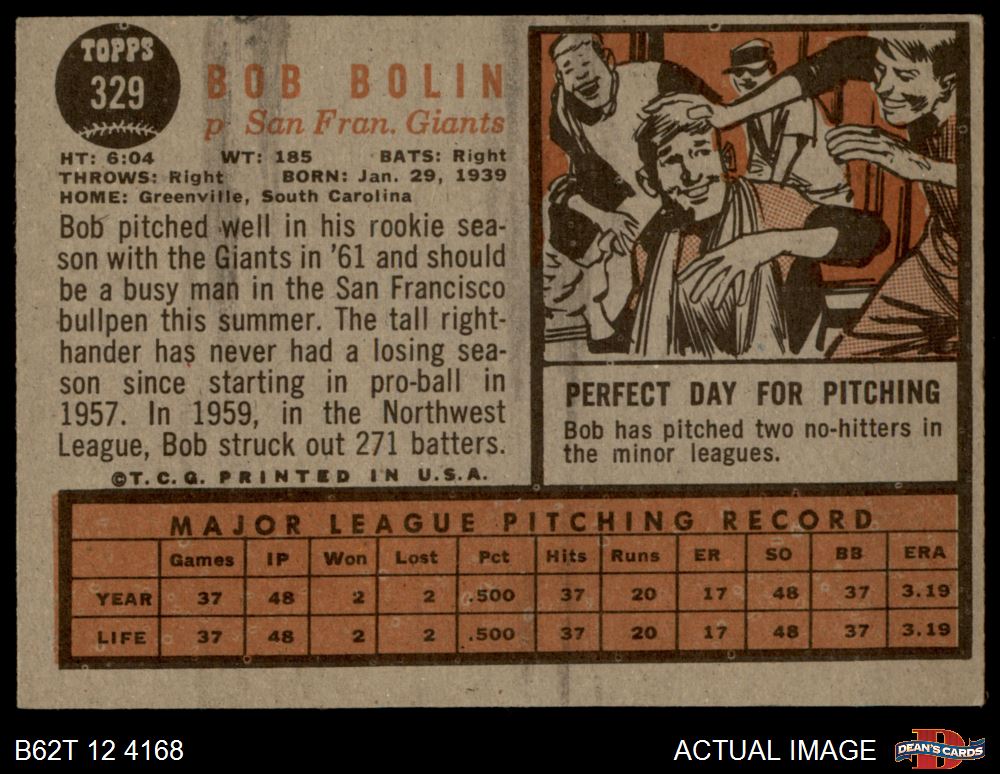 TOPPS
329
BOB BOLIN
p San Fran. Giants
HT: 6:04 WT: 185 BATS: Right
THROWS: Right BORN: Jan. 29, 1939
HOME: Greenville, South Carolina
Bob pitched well in his rookie sea-
son with the Giants in '61 and should
be a busy man in the San Francisco
bullpen this summer. The tall right-
hander has never had a losing sea-
son since starting in pro-ball in
1957. In 1959, in the Northwest
League, Bob struck out 271 batters.
©T.C.G. PRINTED IN U.S.A.
PERFECT DAY FOR PITCHING
Bob has pitched two no-hitters in
the minor leagues.
MAJOR LEAGUE PITCHING RECORD
Games IP Won Lost Pct Hits Runs ER SO BB ERA
YEAR 37 48 2 2 .500 37 20 17 48 37 3.19
LIFE 37 48 2 2 .500 37 20 17 48 37 3.19
B62T 12 4168
ACTUAL IMAGE
D
DEAN'S CARDS